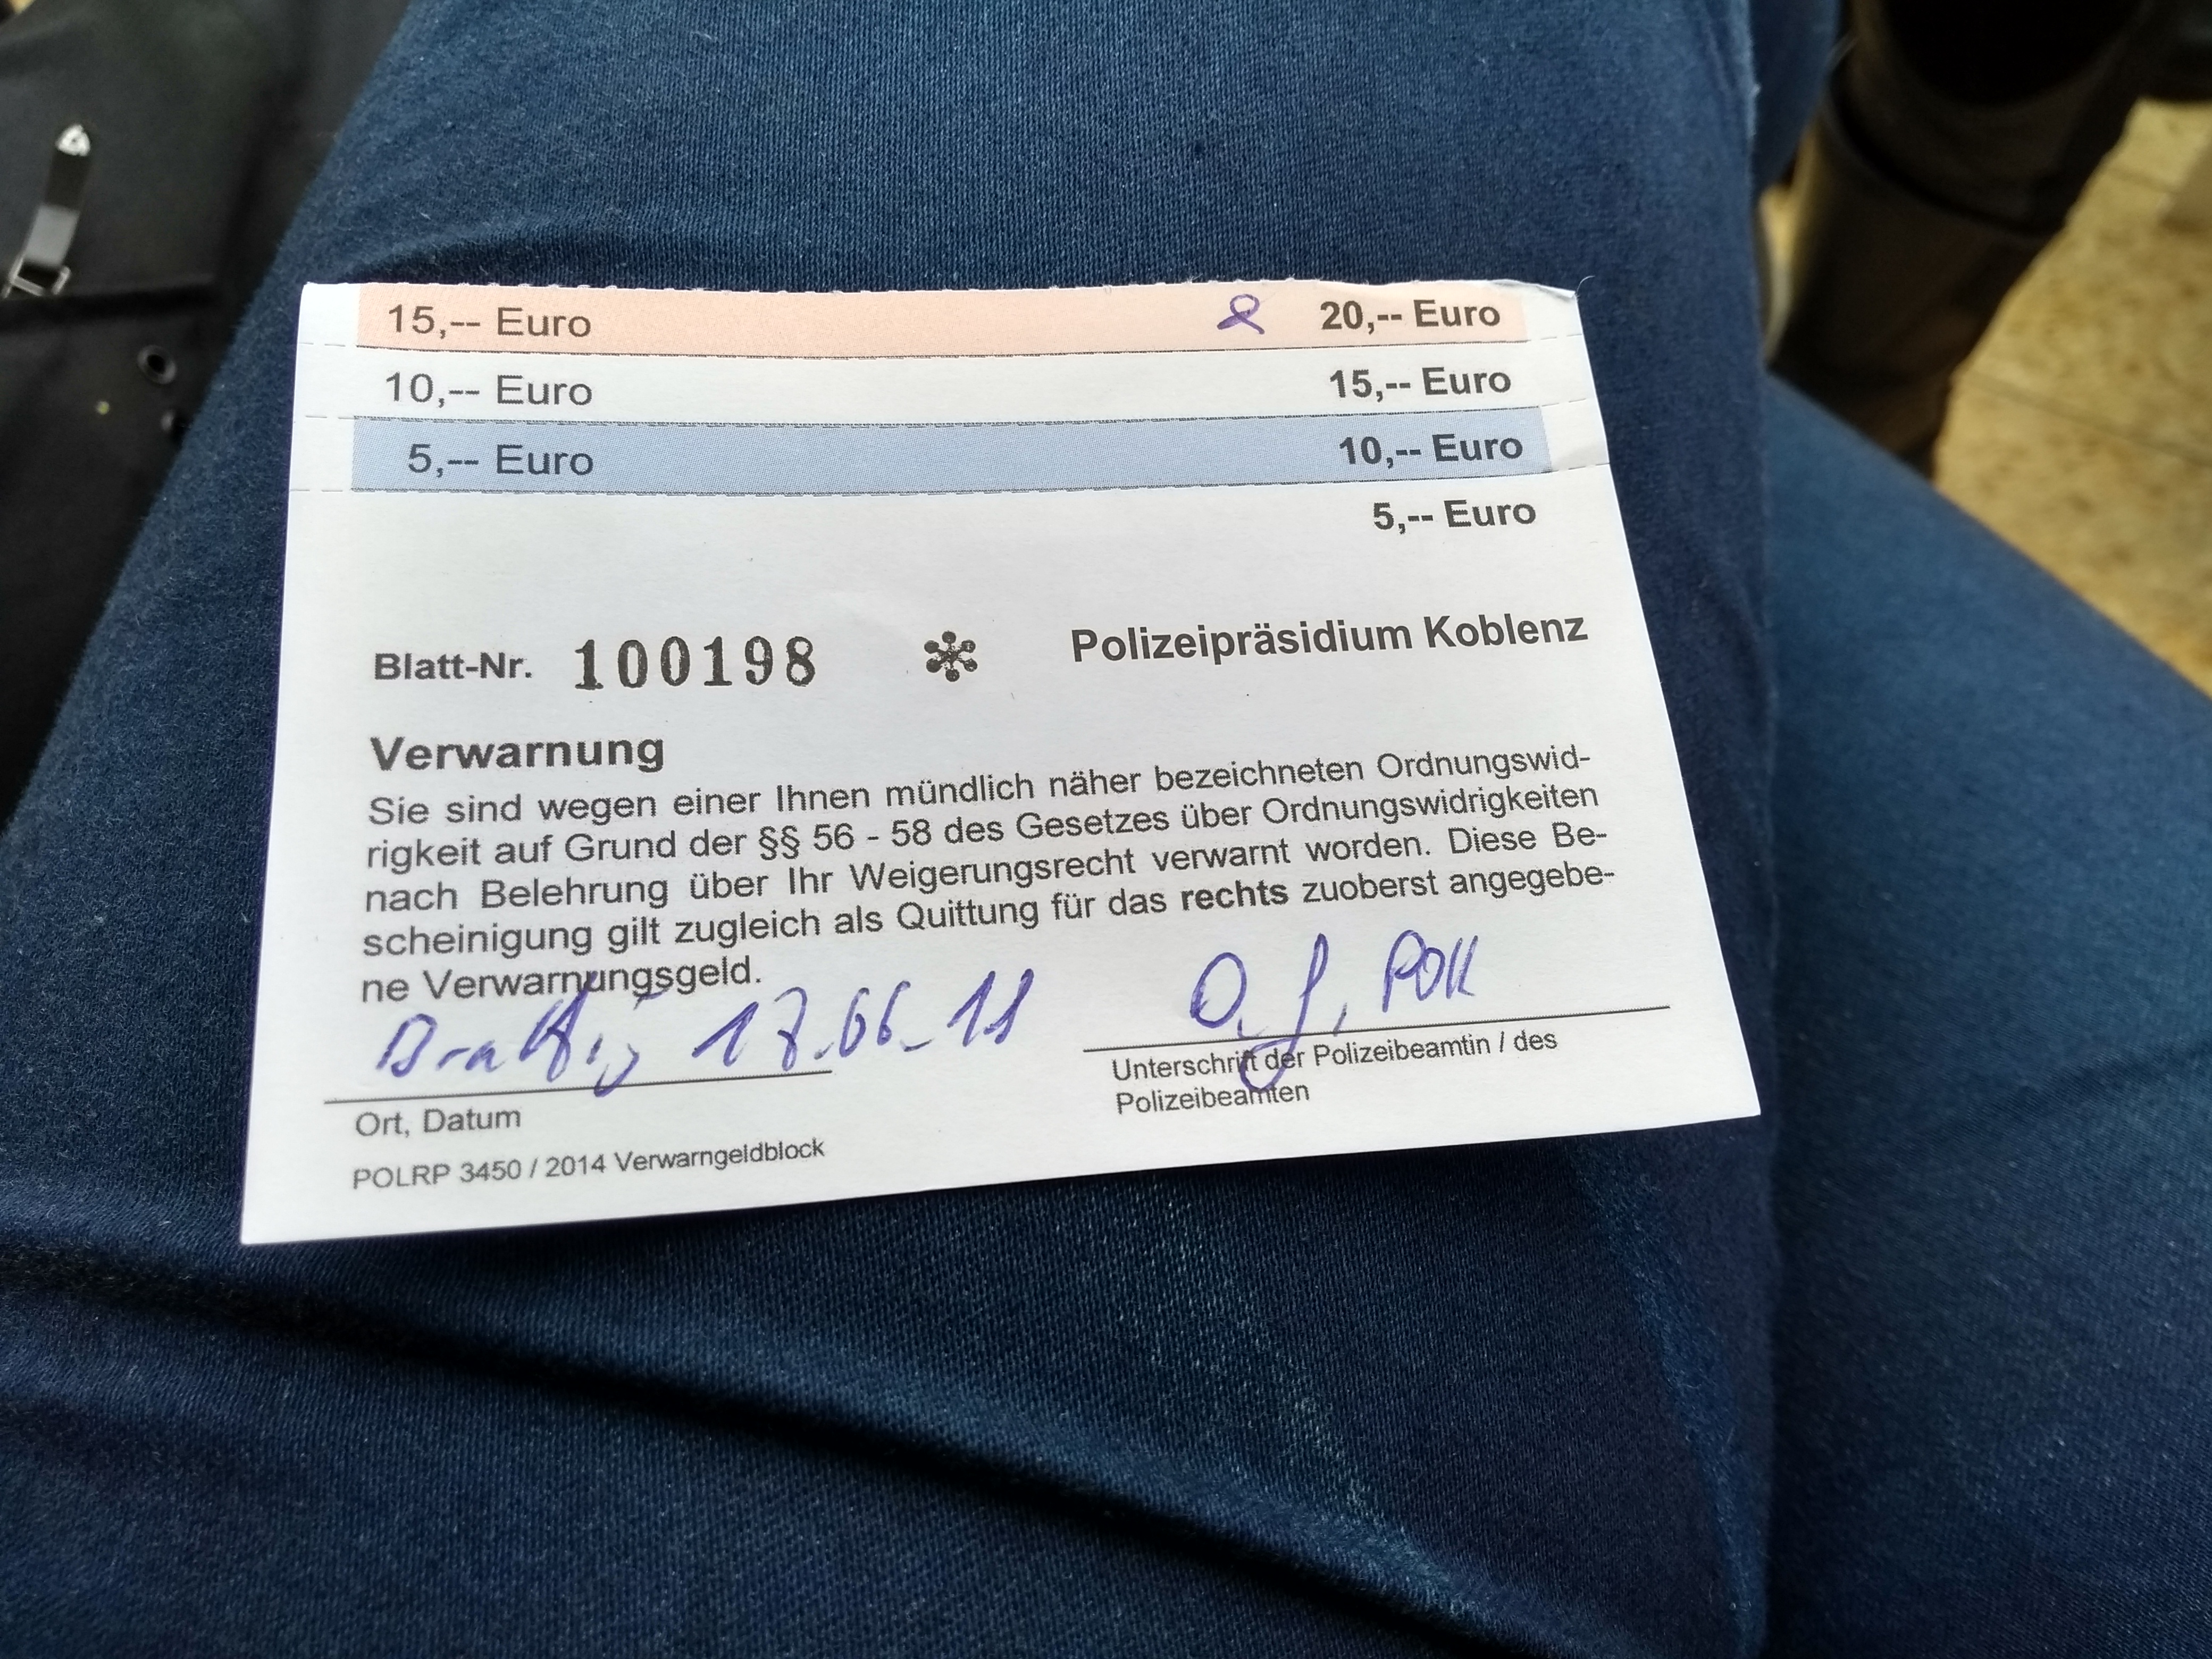 15,-- Euro 20,-- Euro
10,-- Euro 15,-- Euro
5,-- Euro 10,-- Euro
5,-- Euro
Blatt-Nr. 100198 * Polizeipräsidium Koblenz
Verwarnung
Sie sind wegen einer Ihnen mündlich näher bezeichneten Ordnungswid-
rigkeit auf Grund der §§ 56 - 58 des Gesetzes über Ordnungswidrigkeiten
nach Belehrung über Ihr Weigerungsrecht verwarnt worden. Diese Be-
scheinigung gilt zugleich als Quittung für das rechts zuoberst angegebe-
ne Verwarnungsgeld.
POK
Ort, Datum
Unterschrift der Polizeibeamtin / des
Polizeibeamten
POLRP 3450 / 2014 Verwarngeldblock